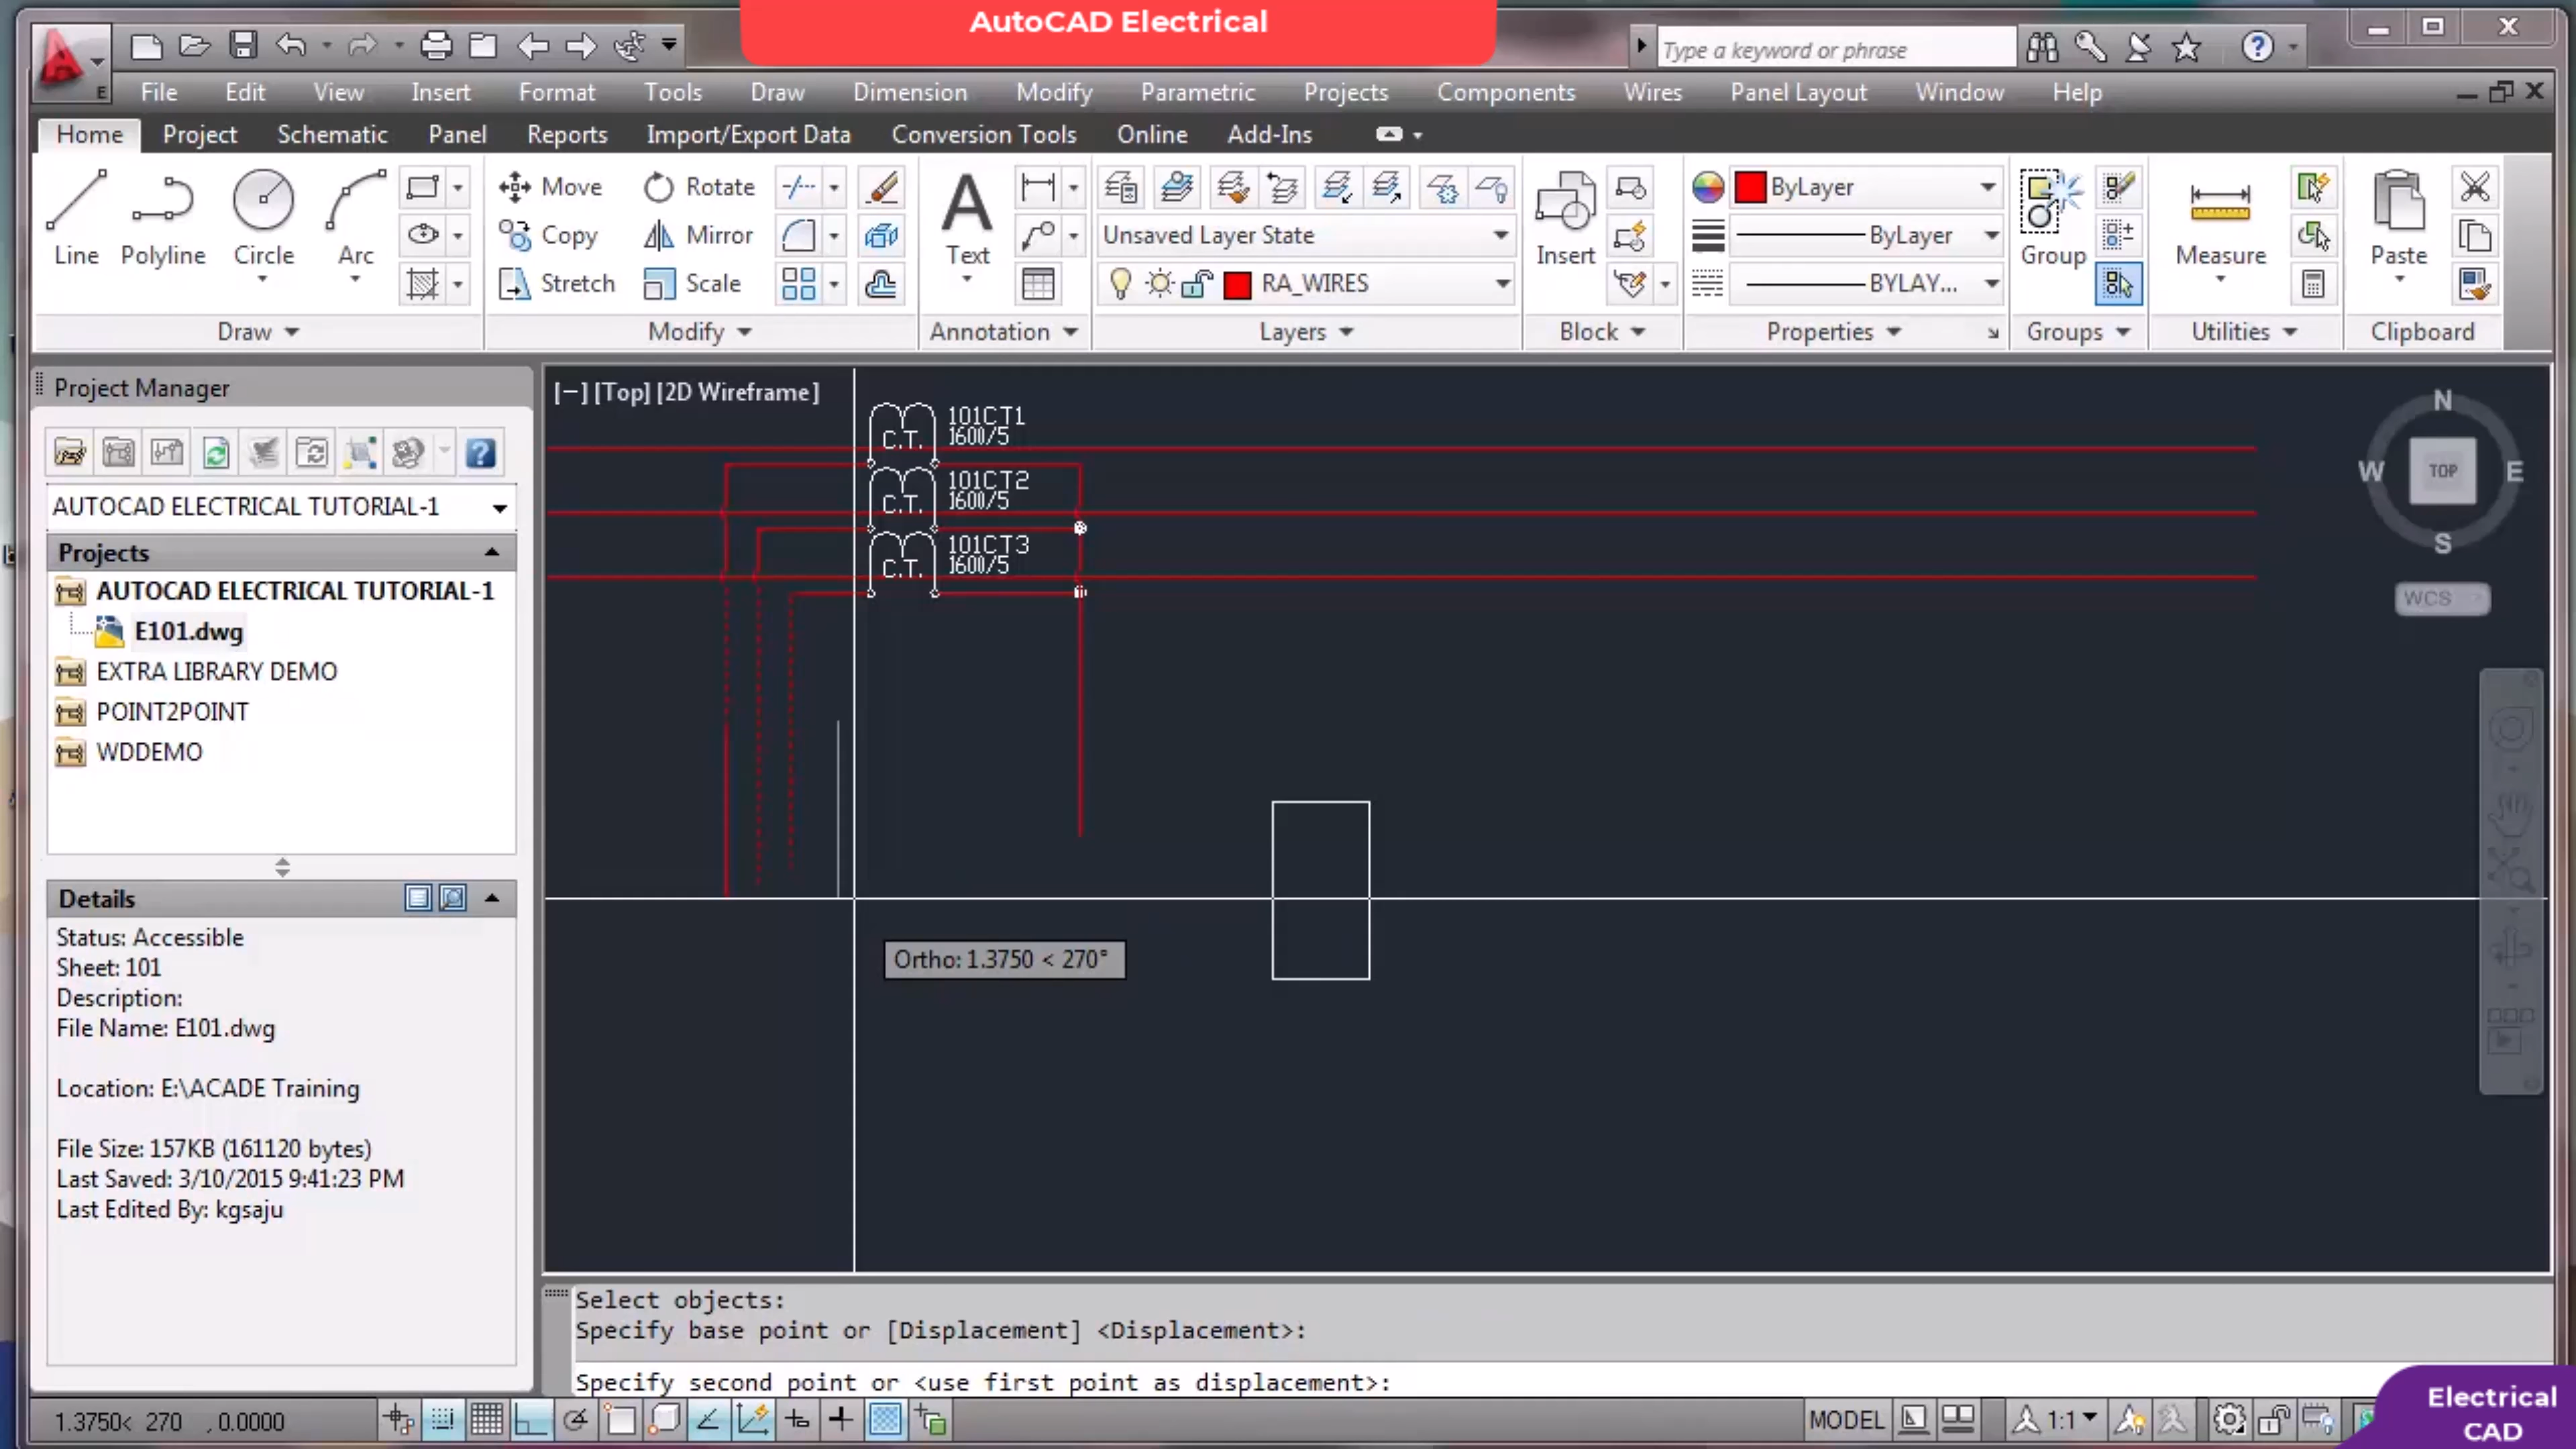 AutoCAD Electrical
Type a keyword or phrase
E
File Edit View Insert Format Tools Draw Dimension Modify Parametric Projects Components Wires Panel Layout Window Help
Home Project Schematic Panel Reports Import/Export Data Conversion Tools Online Add-Ins
Line Polyline Circle Arc
Move Rotate
Copy Mirror
Stretch Scale
Text
Unsaved Layer State
RA_WIRES
Insert
ByLayer
ByLayer
BYLAY...
Group
Measure
Paste
Draw Modify Annotation Layers Block Properties Groups Utilities Clipboard
Project Manager
AUTOCAD ELECTRICAL TUTORIAL-1
Projects
AUTOCAD ELECTRICAL TUTORIAL-1
E101.dwg
EXTRA LIBRARY DEMO
POINT2POINT
WDDEMO
Details
Status: Accessible
Sheet: 101
Description:
File Name: E101.dwg
Location: E:\ACADE Training
File Size: 157KB (161120 bytes)
Last Saved: 3/10/2015 9:41:23 PM
Last Edited By: kgsaju
[−] [Top] [2D Wireframe]
101CT1
1600/5
C.T.
101CT2
1600/5
C.T.
101CT3
1600/5
C.T.
N
W TOP E
S
WCS
Ortho: 1.3750 < 270°
Select objects:
Specify base point or [Displacement] <Displacement>:
Specify second point or <use first point as displacement>:
1.3750< 270 , 0.0000
MODEL
1:1
Electrical
CAD